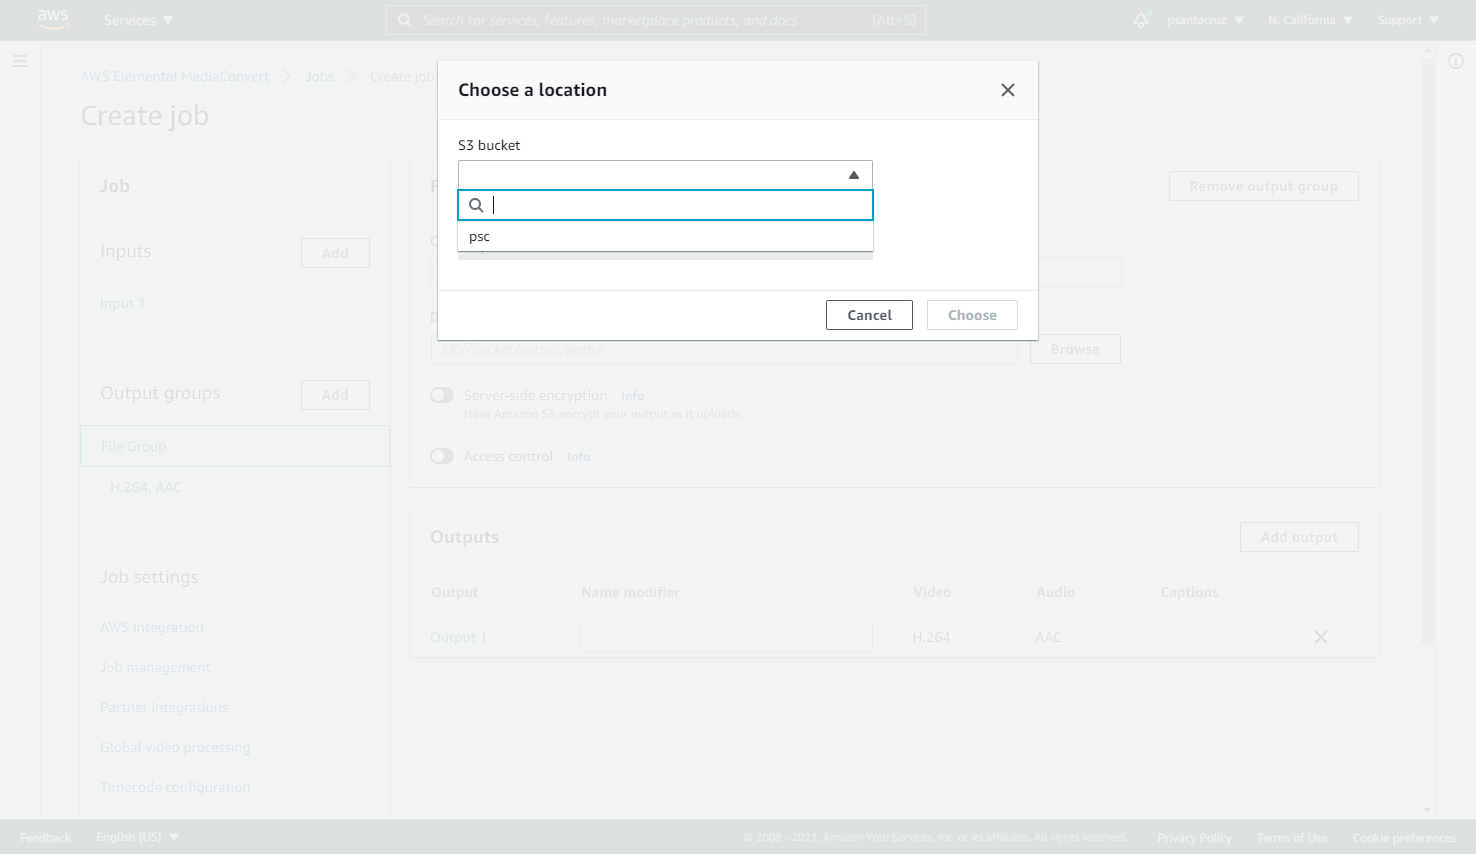 aws
Services
Search for services, features, marketplace products, and docs
[Alt+S]
psantacruz
N. California
Support
AWS Elemental MediaConvert
Jobs
Create job
Create job
Choose a location
S3 bucket
psc
Cancel
Choose
Job
Inputs
Add
Input 1
Output groups
Add
File Group
H.264, AAC
Job settings
AWS integration
Job management
Partner integrations
Global video processing
Timecode configuration
Remove output group
s3://bucket/output/path/
Browse
Server-side encryption
Info
Have Amazon S3 encrypt your output as it uploads.
Access control
Info
Outputs
Add output
Output
Name modifier
Video
Audio
Captions
Output 1
H.264
AAC
Feedback
English (US)
© 2006 - 2021, Amazon Web Services, Inc. or its affiliates. All rights reserved.
Privacy Policy
Terms of Use
Cookie preferences